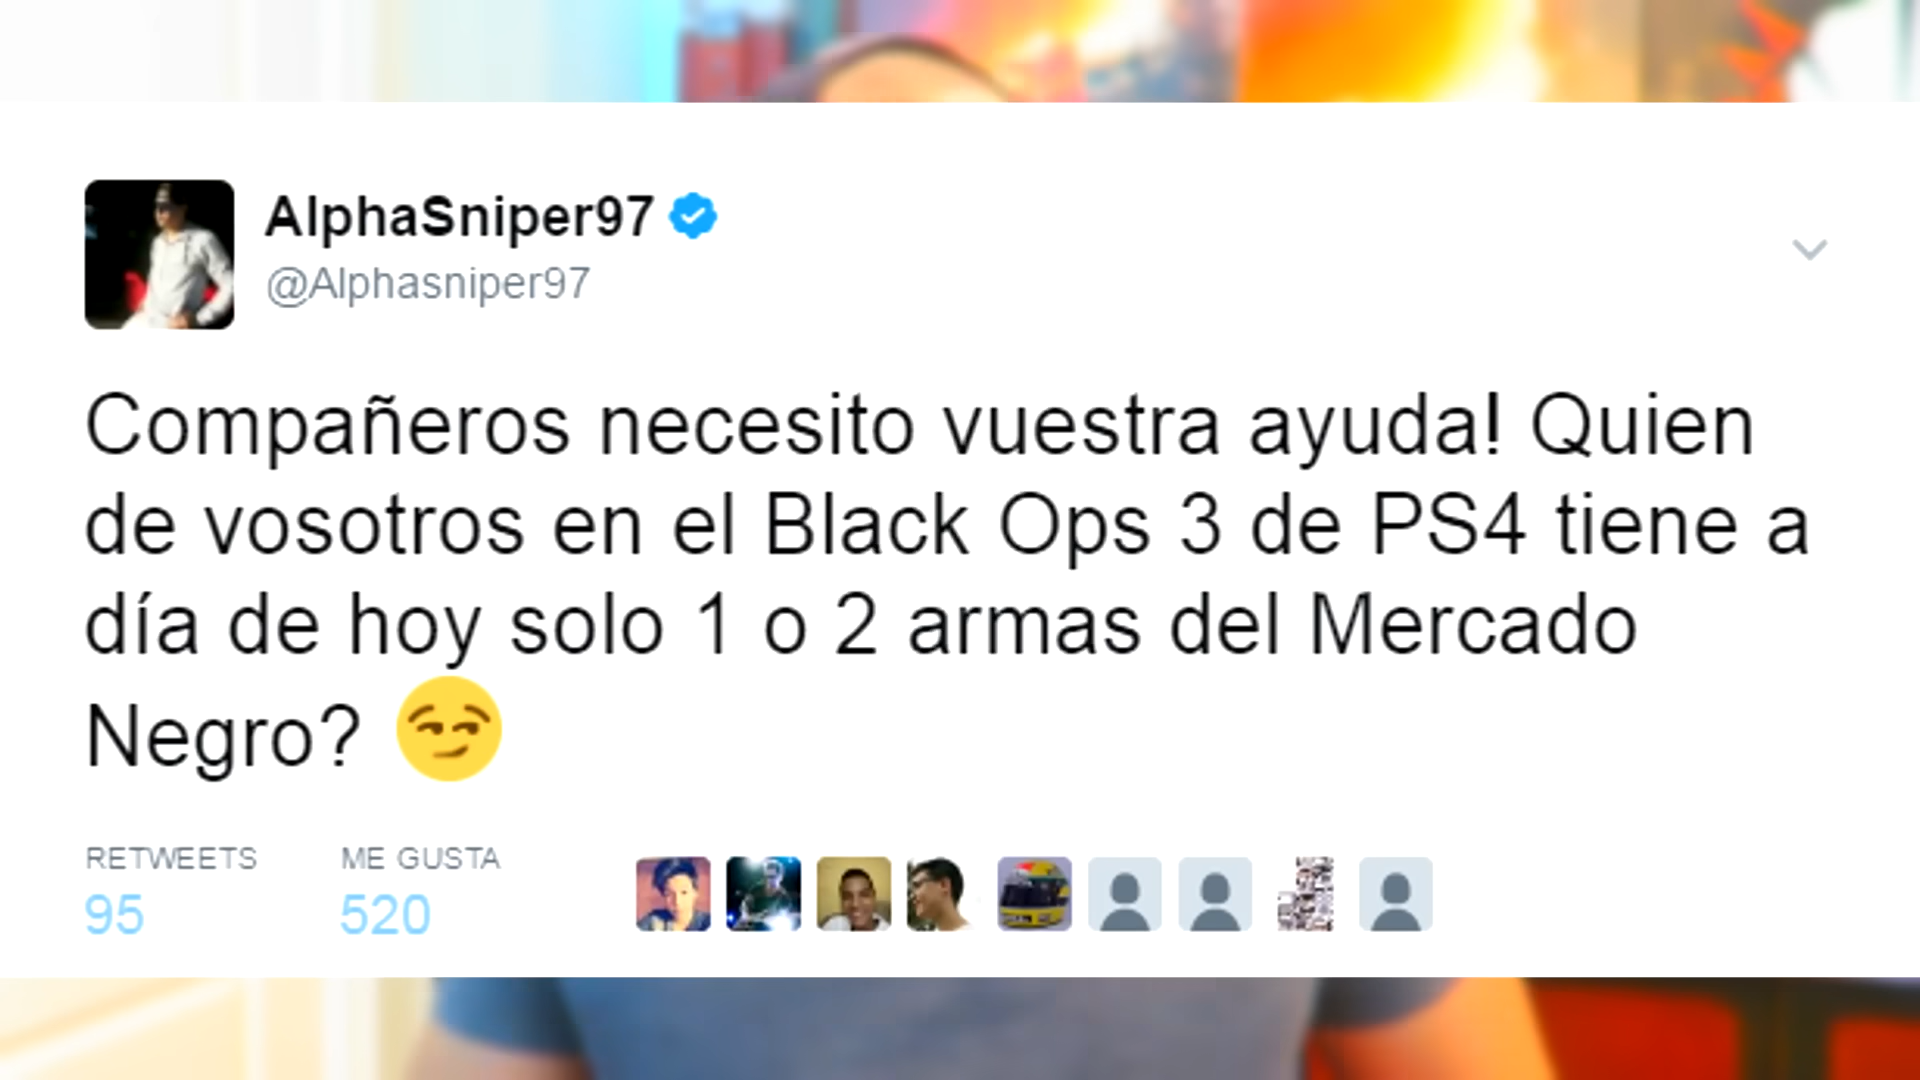 AlphaSniper97
@Alphasniper97
Compañeros necesito vuestra ayuda! Quien
de vosotros en el Black Ops 3 de PS4 tiene a
día de hoy solo 1 o 2 armas del Mercado
Negro? 😏
RETWEETS ME GUSTA
95 520